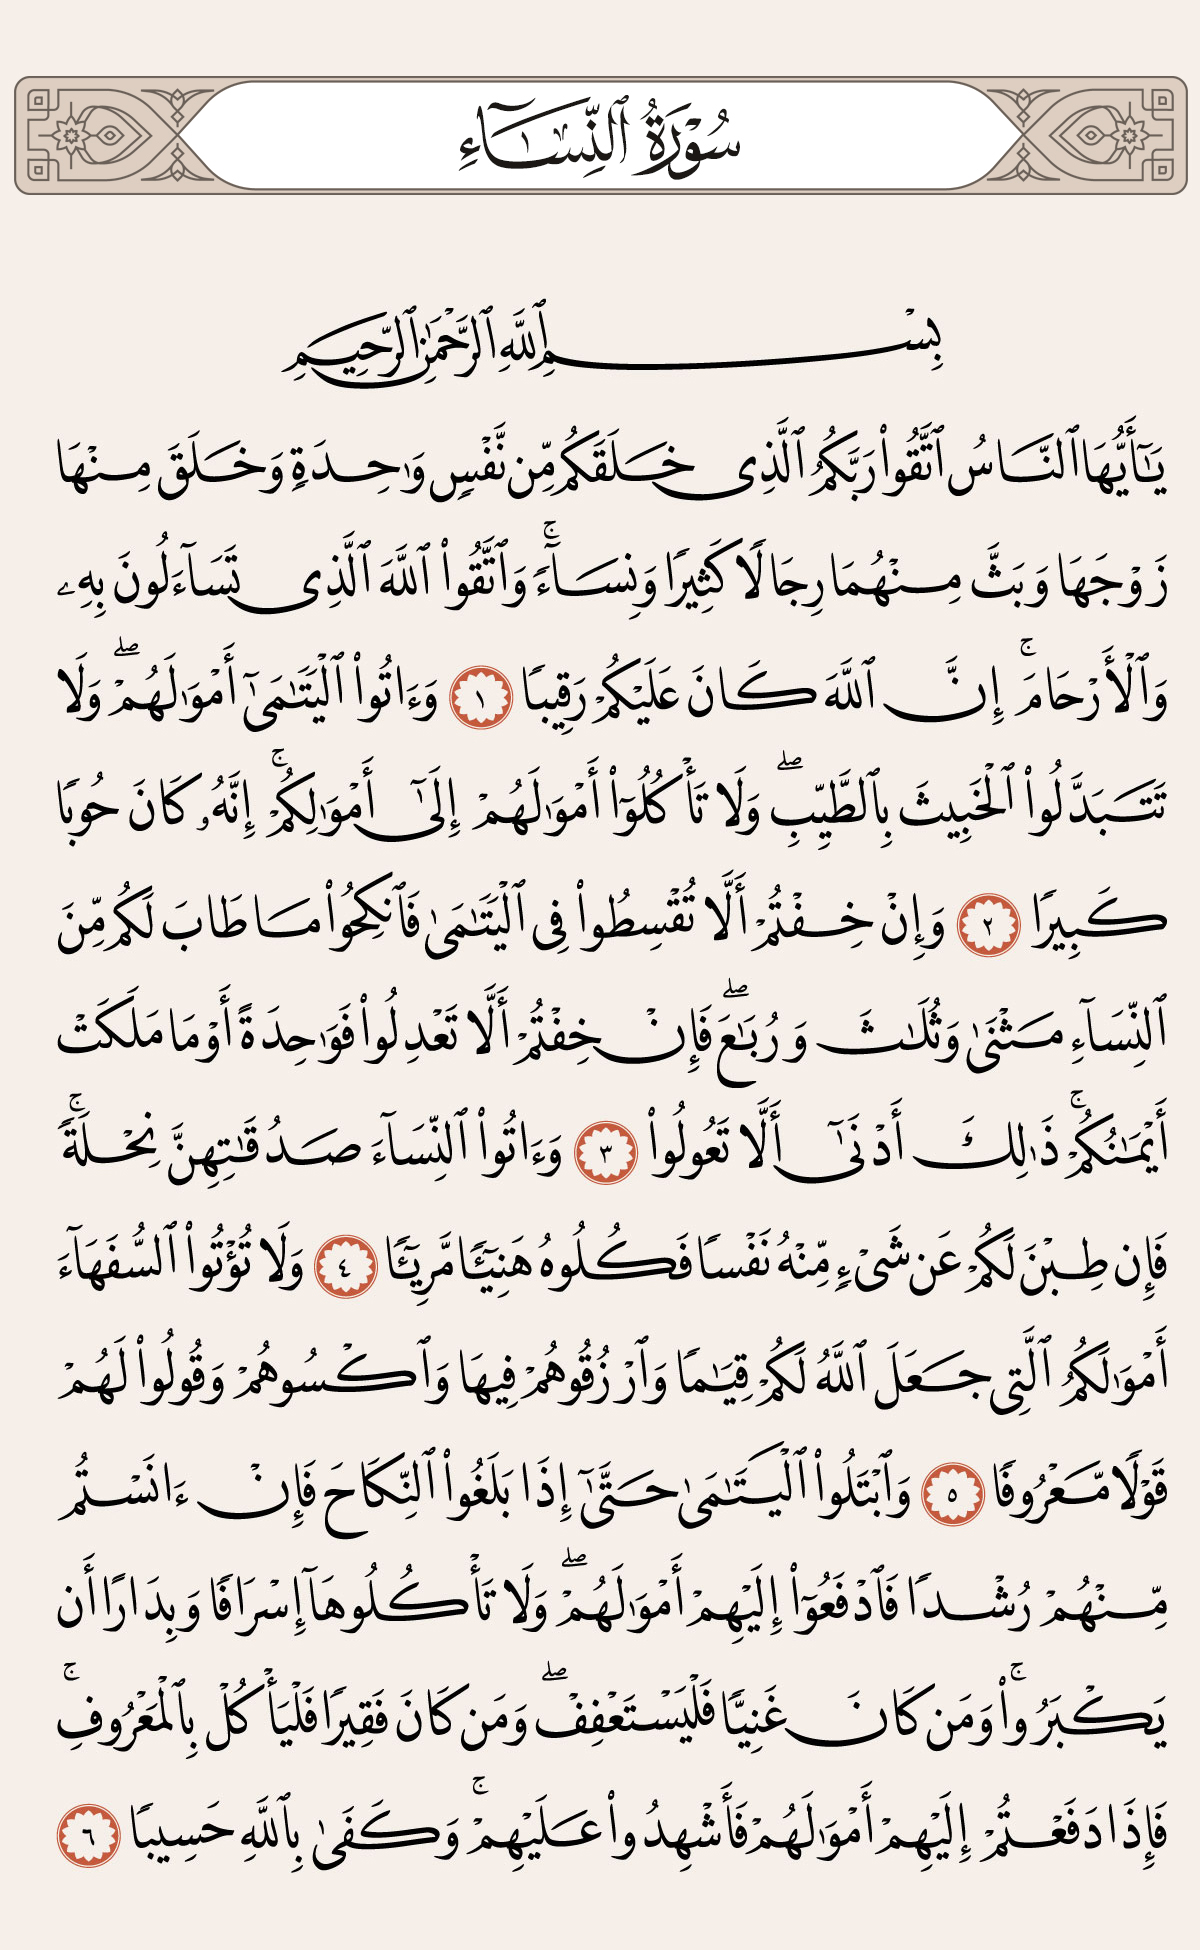 سُورَةُ ٱلنِّسَآءِ
بِسْمِ ٱللَّهِ ٱلرَّحْمَٰنِ ٱلرَّحِيمِ
يَٰٓأَيُّهَا ٱلنَّاسُ ٱتَّقُوا۟ رَبَّكُمُ ٱلَّذِى خَلَقَكُم مِّن نَّفْسٍ وَٰحِدَةٍ وَخَلَقَ مِنْهَا
زَوْجَهَا وَبَثَّ مِنْهُمَا رِجَالًا كَثِيرًا وَنِسَآءً ۚ وَٱتَّقُوا۟ ٱللَّهَ ٱلَّذِى تَسَآءَلُونَ بِهِۦ
وَٱلْأَرْحَامَ ۚ إِنَّ ٱللَّهَ كَانَ عَلَيْكُمْ رَقِيبًا ١ وَءَاتُوا۟ ٱلْيَتَٰمَىٰٓ أَمْوَٰلَهُمْ ۖ وَلَا
تَتَبَدَّلُوا۟ ٱلْخَبِيثَ بِٱلطَّيِّبِ ۖ وَلَا تَأْكُلُوٓا۟ أَمْوَٰلَهُمْ إِلَىٰٓ أَمْوَٰلِكُمْ ۚ إِنَّهُۥ كَانَ حُوبًا
كَبِيرًا ٢ وَإِنْ خِفْتُمْ أَلَّا تُقْسِطُوا۟ فِى ٱلْيَتَٰمَىٰ فَٱنكِحُوا۟ مَا طَابَ لَكُم مِّنَ
ٱلنِّسَآءِ مَثْنَىٰ وَثُلَٰثَ وَرُبَٰعَ ۖ فَإِنْ خِفْتُمْ أَلَّا تَعْدِلُوا۟ فَوَٰحِدَةً أَوْ مَا مَلَكَتْ
أَيْمَٰنُكُمْ ۚ ذَٰلِكَ أَدْنَىٰٓ أَلَّا تَعُولُوا۟ ٣ وَءَاتُوا۟ ٱلنِّسَآءَ صَدُقَٰتِهِنَّ نِحْلَةً ۚ
فَإِن طِبْنَ لَكُمْ عَن شَىْءٍ مِّنْهُ نَفْسًا فَكُلُوهُ هَنِيٓـًٔا مَّرِيٓـًٔا ٤ وَلَا تُؤْتُوا۟ ٱلسُّفَهَآءَ
أَمْوَٰلَكُمُ ٱلَّتِى جَعَلَ ٱللَّهُ لَكُمْ قِيَٰمًا وَٱرْزُقُوهُمْ فِيهَا وَٱكْسُوهُمْ وَقُولُوا۟ لَهُمْ
قَوْلًا مَّعْرُوفًا ٥ وَٱبْتَلُوا۟ ٱلْيَتَٰمَىٰ حَتَّىٰٓ إِذَا بَلَغُوا۟ ٱلنِّكَاحَ فَإِنْ ءَانَسْتُم
مِّنْهُمْ رُشْدًا فَٱدْفَعُوٓا۟ إِلَيْهِمْ أَمْوَٰلَهُمْ ۖ وَلَا تَأْكُلُوهَآ إِسْرَافًا وَبِدَارًا أَن
يَكْبَرُوا۟ ۚ وَمَن كَانَ غَنِيًّا فَلْيَسْتَعْفِفْ ۖ وَمَن كَانَ فَقِيرًا فَلْيَأْكُلْ بِٱلْمَعْرُوفِ ۚ
فَإِذَا دَفَعْتُمْ إِلَيْهِمْ أَمْوَٰلَهُمْ فَأَشْهِدُوا۟ عَلَيْهِمْ ۚ وَكَفَىٰ بِٱللَّهِ حَسِيبًا ٦